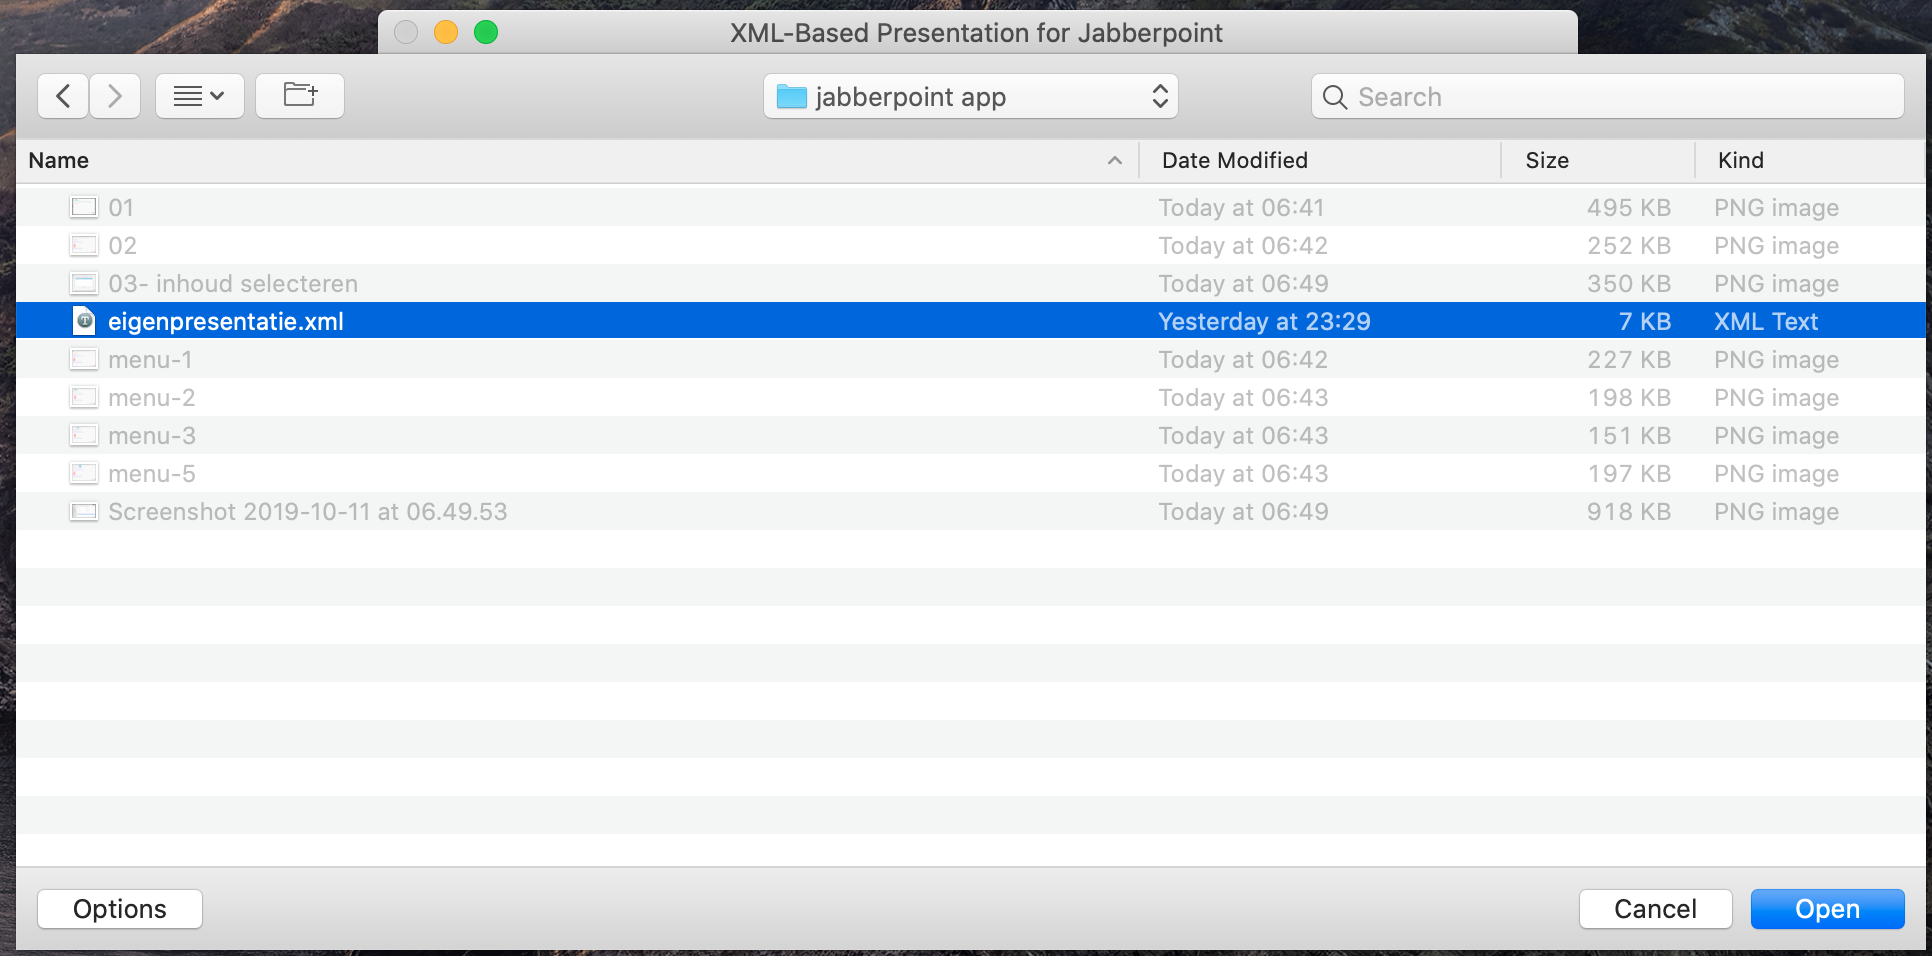 XML-Based Presentation for Jabberpoint
jabberpoint app
Search
Name Date Modified Size Kind
01 Today at 06:41 495 KB PNG image
02 Today at 06:42 252 KB PNG image
03- inhoud selecteren Today at 06:49 350 KB PNG image
eigenpresentatie.xml Yesterday at 23:29 7 KB XML Text
menu-1 Today at 06:42 227 KB PNG image
menu-2 Today at 06:43 198 KB PNG image
menu-3 Today at 06:43 151 KB PNG image
menu-5 Today at 06:43 197 KB PNG image
Screenshot 2019-10-11 at 06.49.53 Today at 06:49 918 KB PNG image
Options Cancel Open